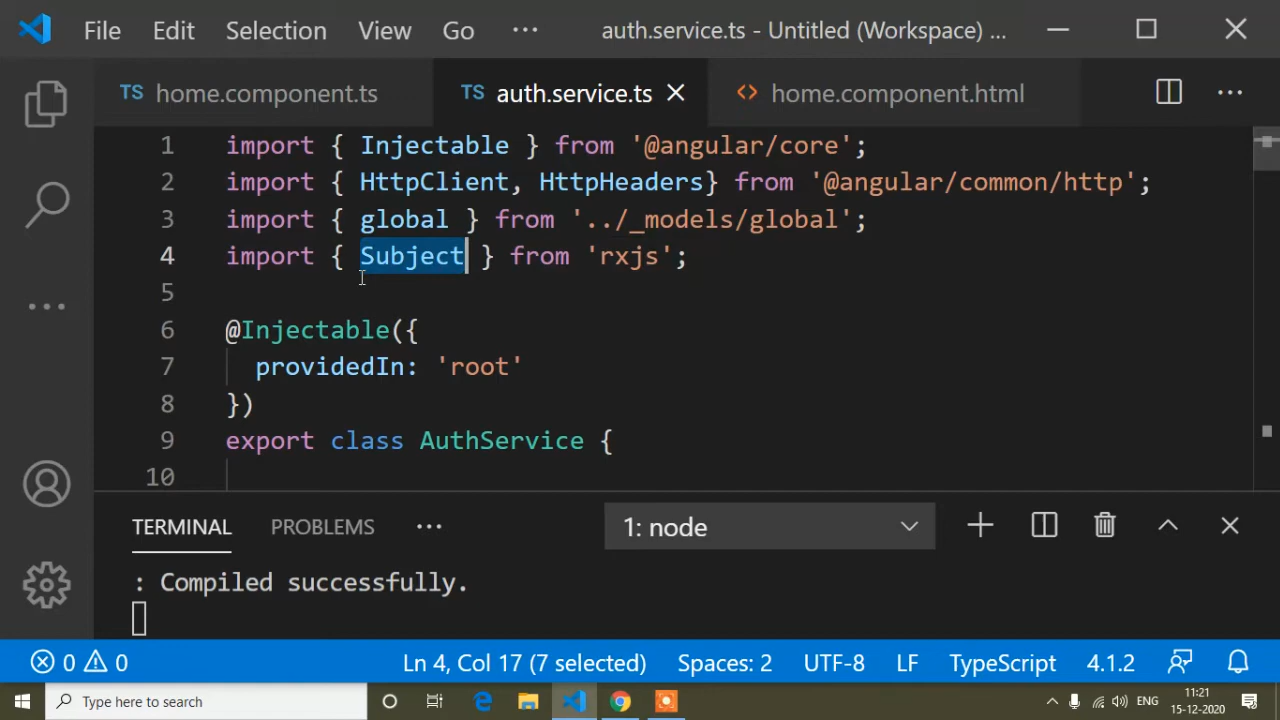 File Edit Selection View Go ··· auth.service.ts - Untitled (Workspace) ...
TS home.component.ts TS auth.service.ts <> home.component.html
1 import { Injectable } from '@angular/core';
2 import { HttpClient, HttpHeaders} from '@angular/common/http';
3 import { global } from '../_models/global';
4 import { Subject } from 'rxjs';
5
6 @Injectable({
7 providedIn: 'root'
8 })
9 export class AuthService {
10
TERMINAL PROBLEMS ··· 1: node
: Compiled successfully.
0 0 Ln 4, Col 17 (7 selected) Spaces: 2 UTF-8 LF TypeScript 4.1.2
Type here to search ENG 11:21
15-12-2020